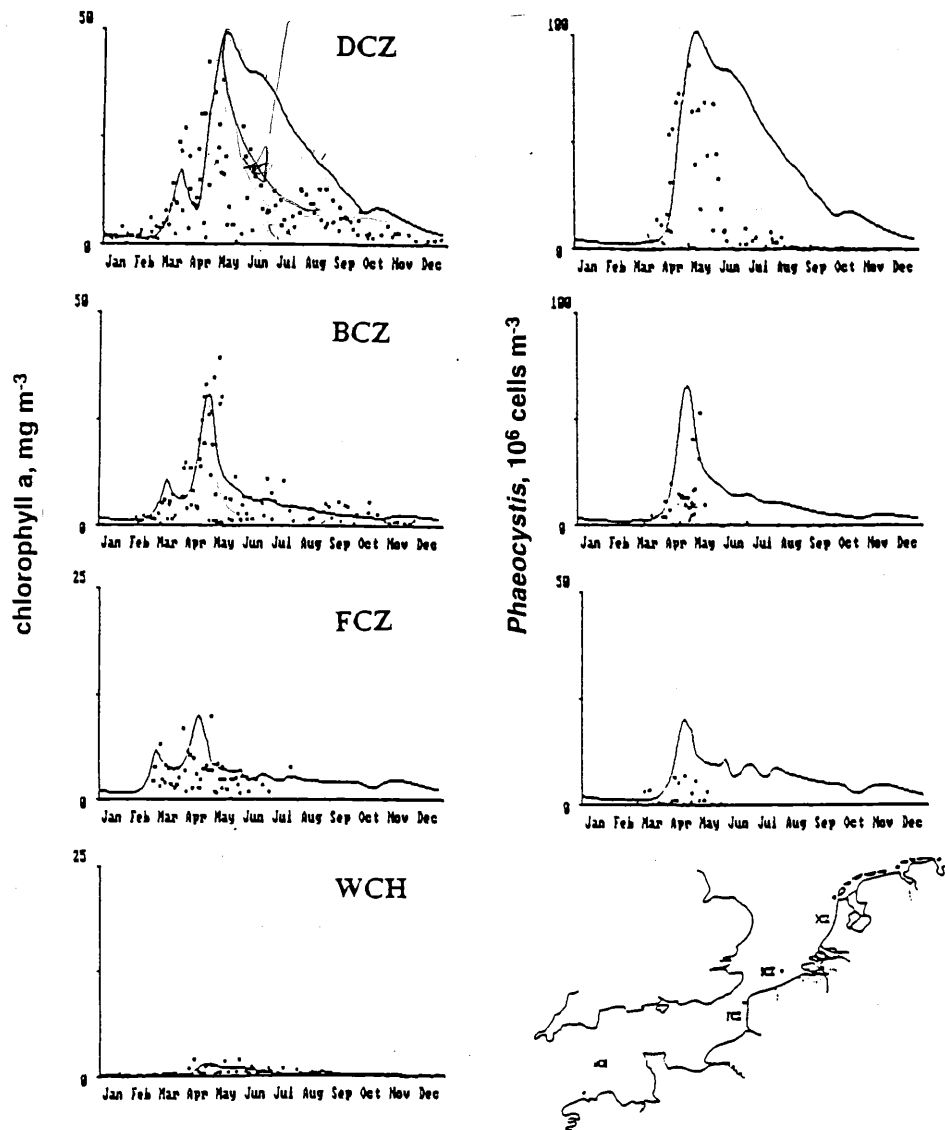 50
DCZ
0
Jan Feb Mar Apr May Jun Jul Aug Sep Oct Nov Dec
100
0
Jan Feb Mar Apr May Jun Jul Aug Sep Oct Nov Dec
chlorophyll a, mg m-3
50
BCZ
0
Jan Feb Mar Apr May Jun Jul Aug Sep Oct Nov Dec
Phaeocystis, 10⁶ cells m-3
100
0
Jan Feb Mar Apr May Jun Jul Aug Sep Oct Nov Dec
25
FCZ
0
Jan Feb Mar Apr May Jun Jul Aug Sep Oct Nov Dec
50
0
Jan Feb Mar Apr May Jun Jul Aug Sep Oct Nov Dec
25
WCH
0
Jan Feb Mar Apr May Jun Jul Aug Sep Oct Nov Dec